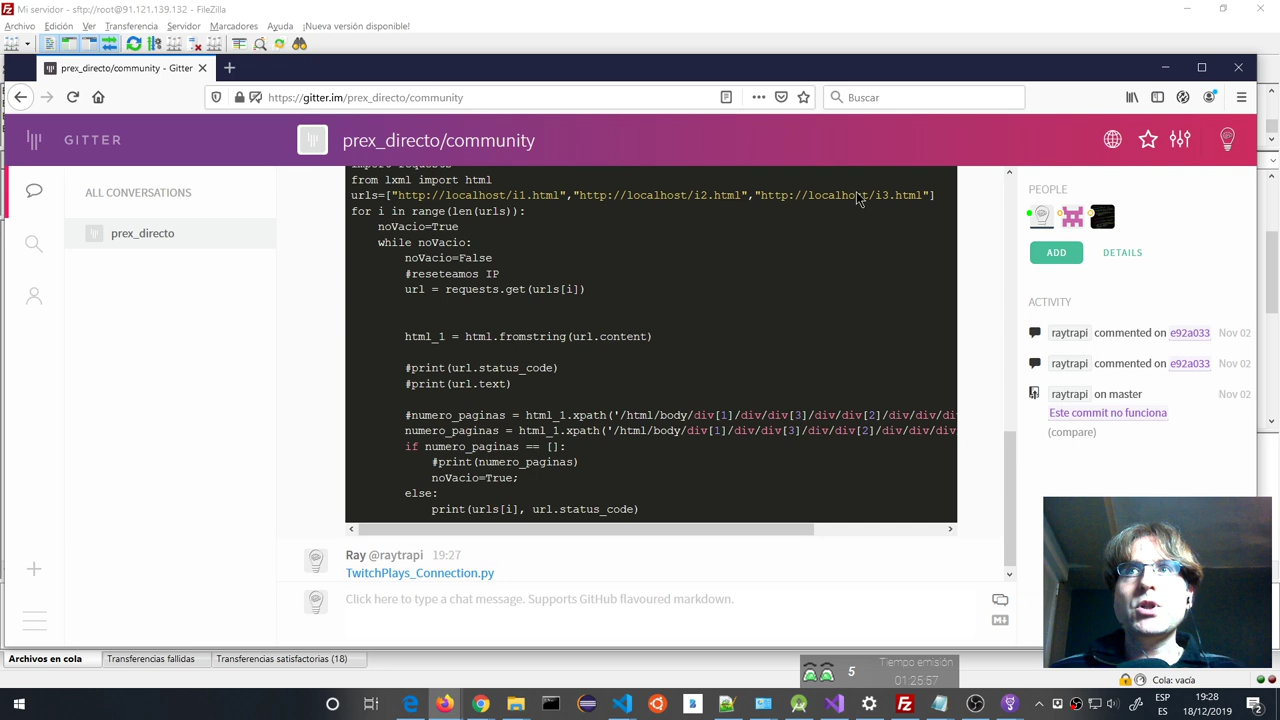 Mi servidor - sftp://root@91.121.139.132 - FileZilla
Archivo Edición Ver Transferencia Servidor Marcadores Ayuda ¡Nueva versión disponible!
prex_directo/community - Gitter
https://gitter.im/prex_directo/community
Buscar
GITTER
prex_directo/community
ALL CONVERSATIONS
prex_directo
import requests
from lxml import html
urls=["http://localhost/i1.html","http://localhost/i2.html","http://localhost/i3.html"]
for i in range(len(urls)):
noVacio=True
while noVacio:
noVacio=False
#reseteamos IP
url = requests.get(urls[i])
html_1 = html.fromstring(url.content)
#print(url.status_code)
#print(url.text)
#numero_paginas = html_1.xpath('/html/body/div[1]/div/div[3]/div/div[2]/div/div/div
numero_paginas = html_1.xpath('/html/body/div[1]/div/div[3]/div/div[2]/div/div/div
if numero_paginas == []:
#print(numero_paginas)
noVacio=True;
else:
print(urls[i], url.status_code)
Ray @raytrapi 19:27
TwitchPlays_Connection.py
Click here to type a chat message. Supports GitHub flavoured markdown.
PEOPLE
ADD DETAILS
ACTIVITY
raytrapi commented on e92a033 Nov 02
raytrapi commented on e92a033 Nov 02
raytrapi on master Nov 02
Este commit no funciona
(compare)
Archivos en cola Transferencias fallidas Transferencias satisfactorias (18)
5 Tiempo emisión
01:25:57
Cola: vacía
ESP 19:28
ES 18/12/2019
2